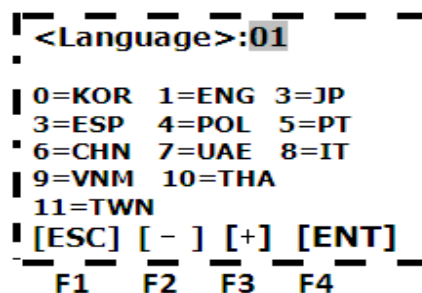 <Language>:01
0=KOR 1=ENG 3=JP
3=ESP 4=POL 5=PT
6=CHN 7=UAE 8=IT
9=VNM 10=THA
11=TWN
[ESC] [ - ] [+] [ENT]
F1 F2 F3 F4